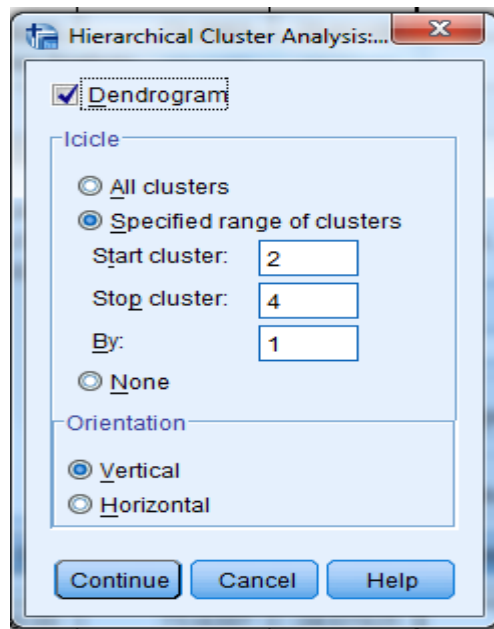 Hierarchical Cluster Analysis:...
Dendrogram
Icicle
All clusters
Specified range of clusters
Start cluster: 2
Stop cluster: 4
By: 1
None
Orientation
Vertical
Horizontal
Continue Cancel Help